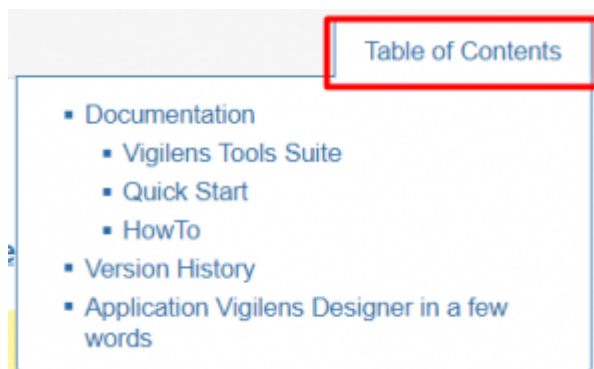 Table of Contents
Documentation
Vigilens Tools Suite
Quick Start
HowTo
e
Version History
Application Vigilens Designer in a few
words